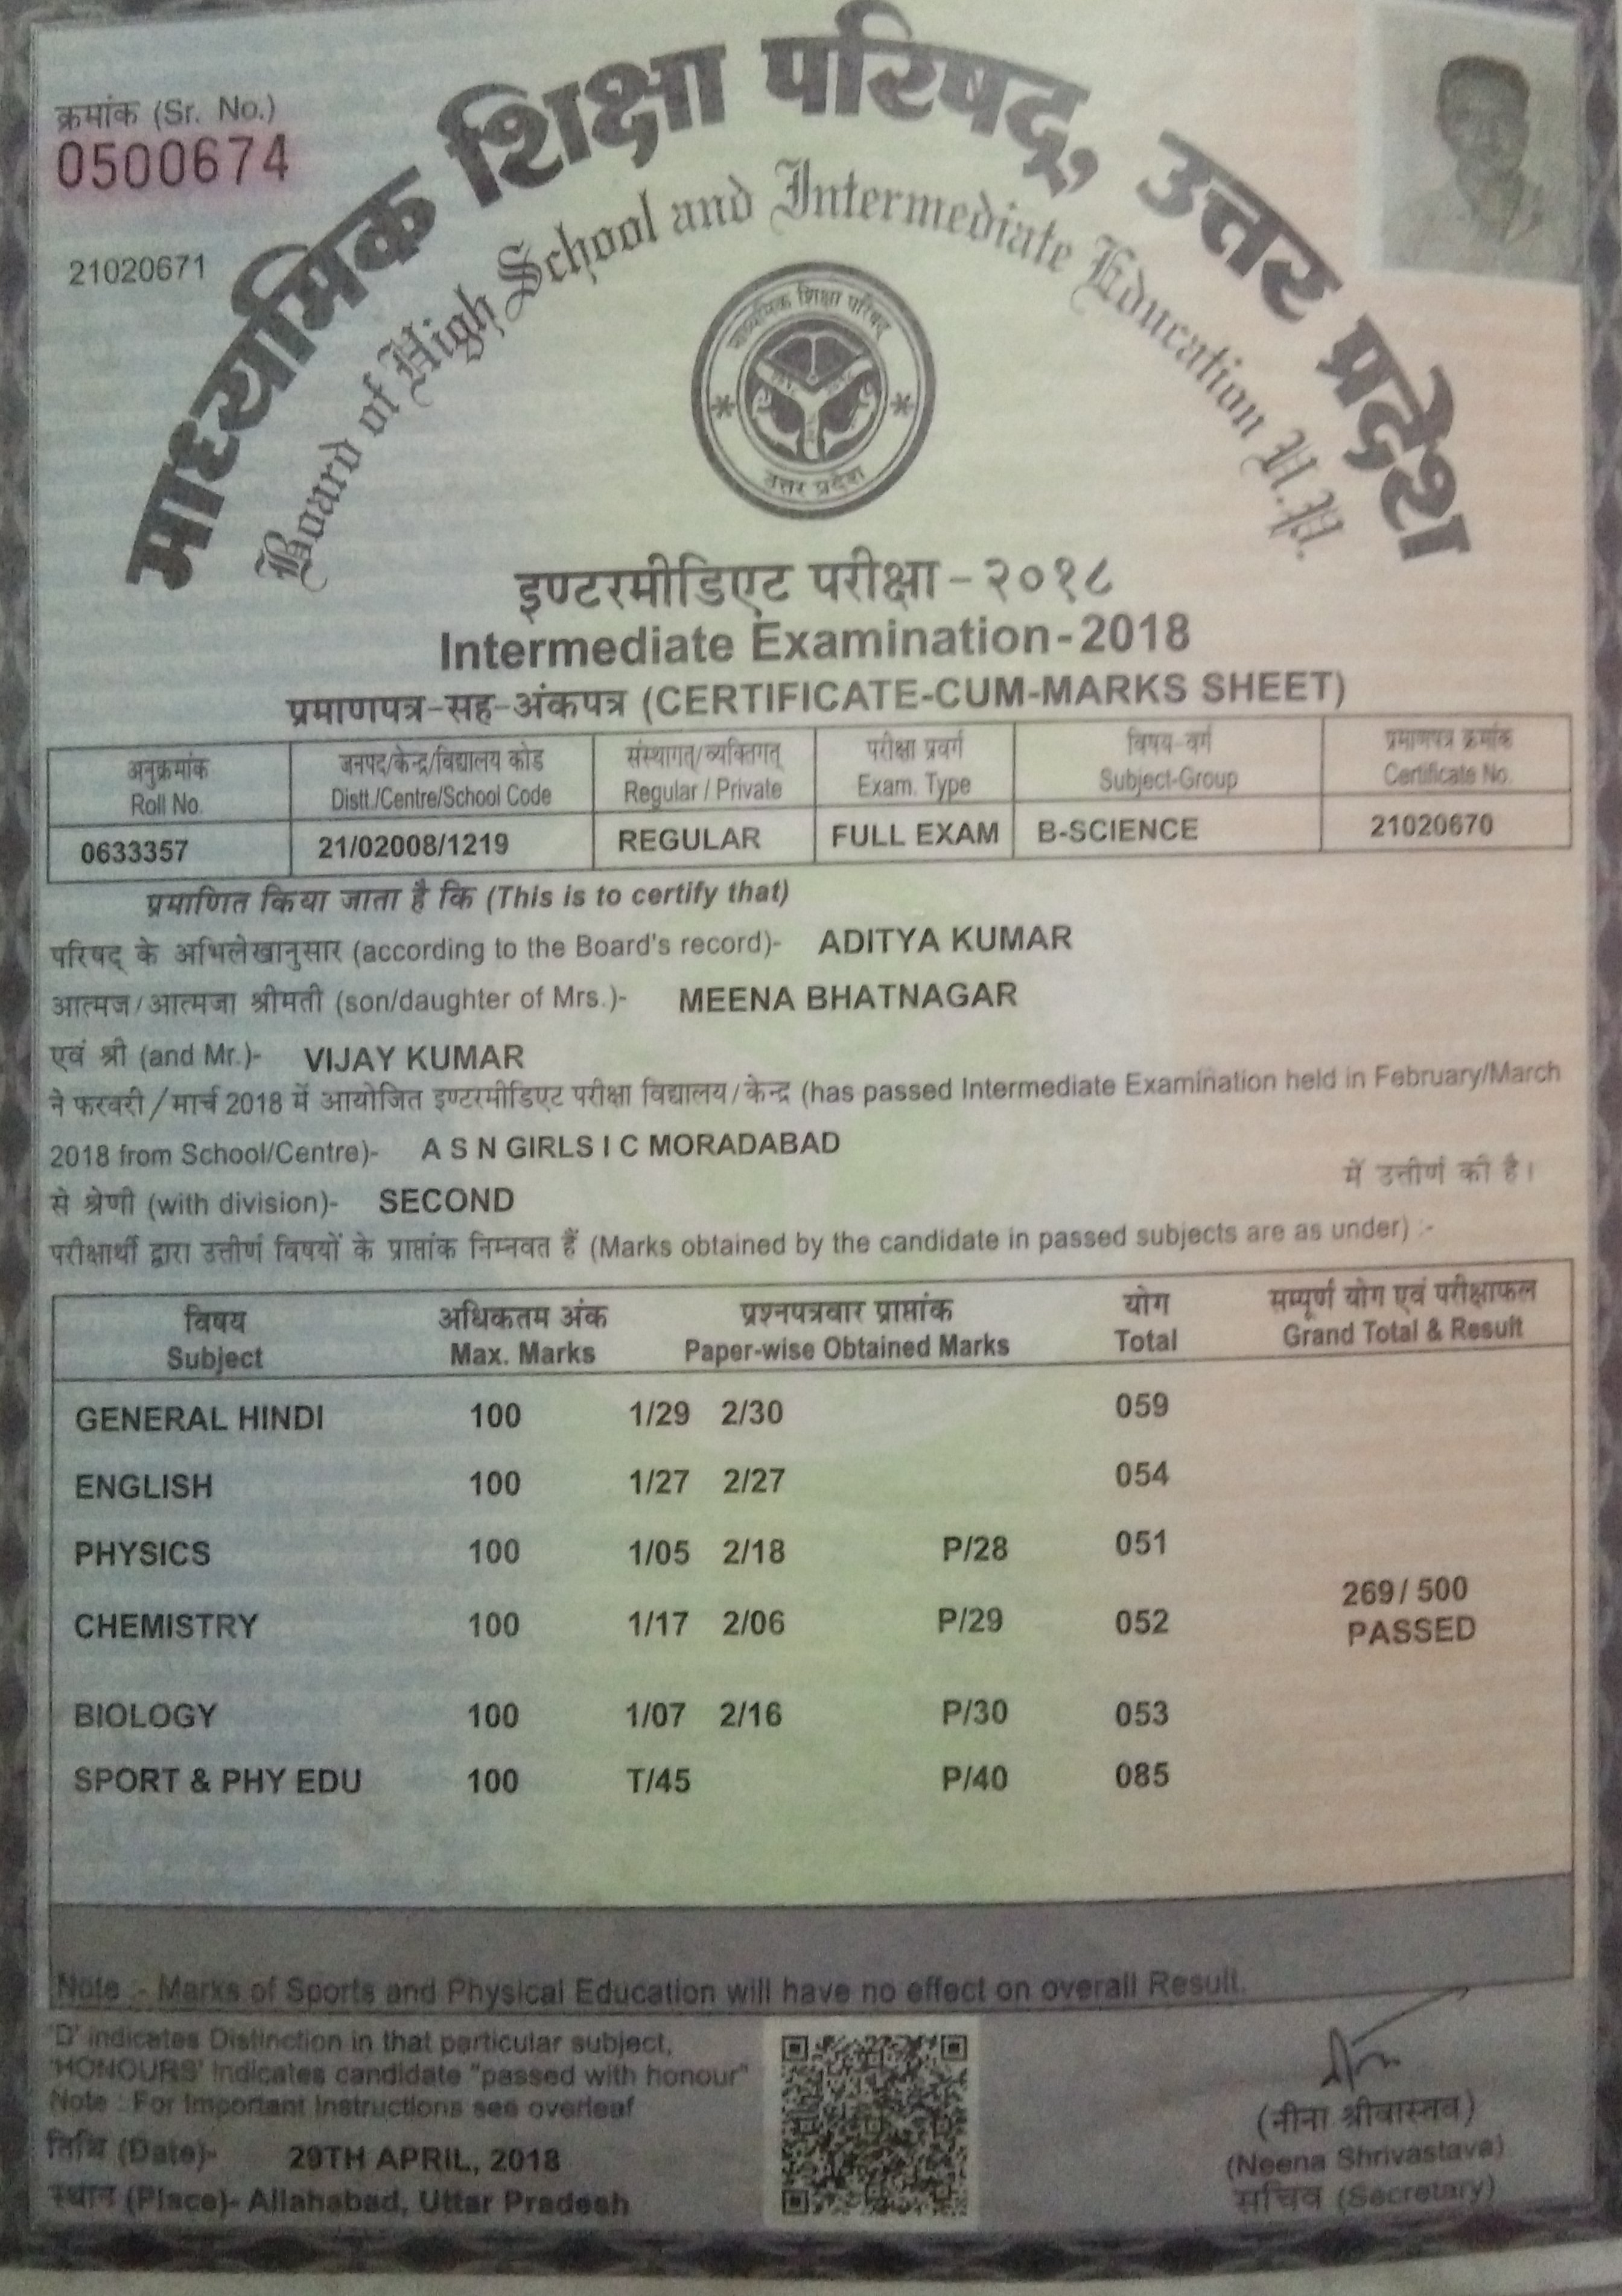 क्रमांक (Sr. No.)
0500674
21020671
माध्यमिक शिक्षा परिषद्, उत्तर प्रदेश
Board of High School and Intermediate Education U.P.
माध्यमिक शिक्षा परिषद्
उत्तर प्रदेश
इण्टरमीडिएट परीक्षा - २०१८
Intermediate Examination-2018
प्रमाणपत्र-सह-अंकपत्र (CERTIFICATE-CUM-MARKS SHEET)
अनुक्रमांक जनपद/केन्द्र/विद्यालय कोड संस्थागत्/व्यक्तिगत् परीक्षा प्रवर्ग विषय-वर्ग प्रमाणपत्र क्रमांक
Roll No. Distt./Centre/School Code Regular / Private Exam. Type Subject-Group Certificate No.
0633357 21/02008/1219 REGULAR FULL EXAM B-SCIENCE 21020670
प्रमाणित किया जाता है कि (This is to certify that)
परिषद् के अभिलेखानुसार (according to the Board's record)- ADITYA KUMAR
आत्मज/आत्मजा श्रीमती (son/daughter of Mrs.)- MEENA BHATNAGAR
एवं श्री (and Mr.)- VIJAY KUMAR
ने फरवरी/मार्च 2018 में आयोजित इण्टरमीडिएट परीक्षा विद्यालय/केन्द्र (has passed Intermediate Examination held in February/March
2018 from School/Centre)- A S N GIRLS I C MORADABAD
से श्रेणी (with division)- SECOND में उत्तीर्ण की है।
परीक्षार्थी द्वारा उत्तीर्ण विषयों के प्राप्तांक निम्नवत हैं (Marks obtained by the candidate in passed subjects are as under) :-
विषय अधिकतम अंक प्रश्नपत्रवार प्राप्तांक योग सम्पूर्ण योग एवं परीक्षाफल
Subject Max. Marks Paper-wise Obtained Marks Total Grand Total & Result
GENERAL HINDI 100 1/29 2/30 059
ENGLISH 100 1/27 2/27 054
PHYSICS 100 1/05 2/18 P/28 051
269/ 500
CHEMISTRY 100 1/17 2/06 P/29 052
PASSED
BIOLOGY 100 1/07 2/16 P/30 053
SPORT & PHY EDU 100 T/45 P/40 085
Note :- Marks of Sports and Physical Education will have no effect on overall Result.
'D' indicates Distinction in that particular subject,
'HONOURS' Indicates candidate "passed with honour"
Note : For Important Instructions see overleaf
तिथि (Date)- 29TH APRIL, 2018
स्थान (Place)- Allahabad, Uttar Pradesh
(नीना श्रीवास्तव)
(Neena Shrivastava)
सचिव (Secretary)